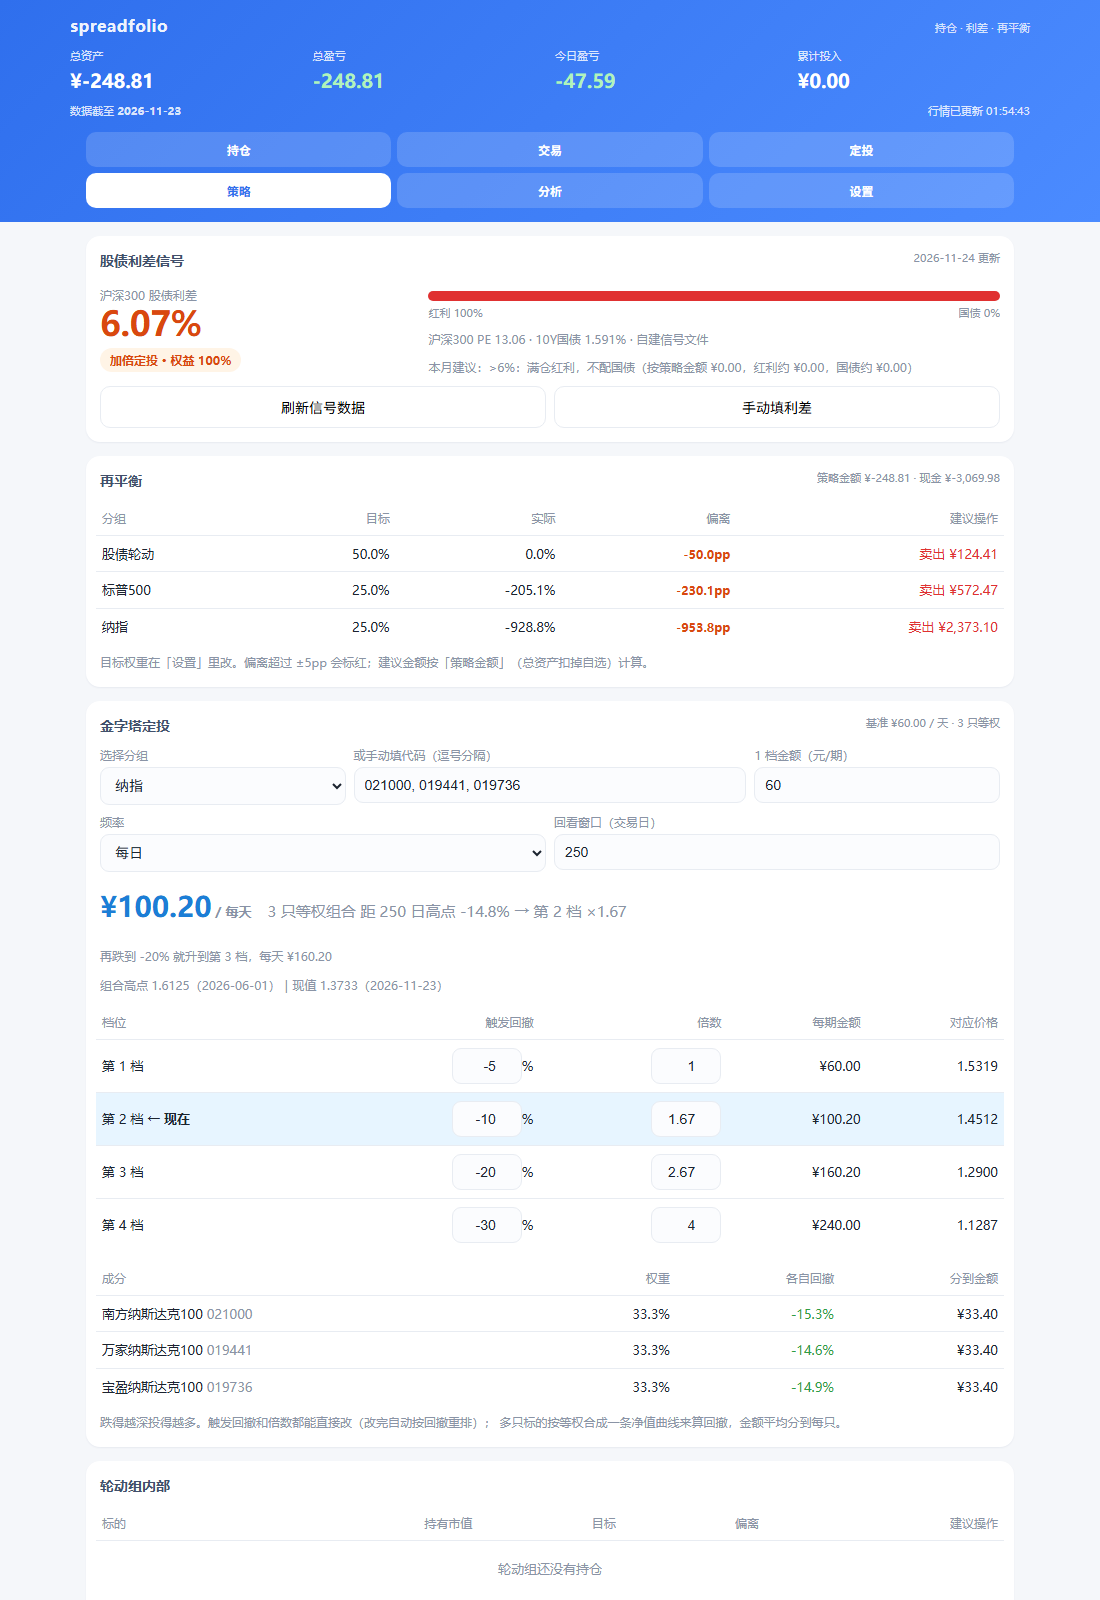 spreadfolio
持仓 · 利差 · 再平衡
总资产 总盈亏 今日盈亏 累计投入
¥-248.81 -248.81 -47.59 ¥0.00
数据截至 2026-11-23 行情已更新 01:54:43
持仓 交易 定投
策略 分析 设置
股债利差信号 2026-11-24 更新
沪深300 股债利差
6.07%
加倍定投 • 权益 100%
红利 100% 国债 0%
沪深300 PE 13.06 · 10Y国债 1.591% · 自建信号文件
本月建议：>6%：满仓红利，不配国债（按策略金额 ¥0.00，红利约 ¥0.00，国债约 ¥0.00）
刷新信号数据 手动填利差
再平衡 策略金额 ¥-248.81 · 现金 ¥-3,069.98
分组 目标 实际 偏离 建议操作
股债轮动 50.0% 0.0% -50.0pp 卖出 ¥124.41
标普500 25.0% -205.1% -230.1pp 卖出 ¥572.47
纳指 25.0% -928.8% -953.8pp 卖出 ¥2,373.10
目标权重在「设置」里改。偏离超过 ±5pp 会标红；建议金额按「策略金额」（总资产扣掉自选）计算。
金字塔定投 基准 ¥60.00 / 天 · 3 只等权
选择分组 或手动填代码（逗号分隔） 1 档金额（元/期）
纳指 021000, 019441, 019736 60
频率 回看窗口（交易日）
每日 250
¥100.20 / 每天 3 只等权组合 距 250 日高点 -14.8% → 第 2 档 ×1.67
再跌到 -20% 就升到第 3 档，每天 ¥160.20
组合高点 1.6125（2026-06-01） | 现值 1.3733（2026-11-23）
档位 触发回撤 倍数 每期金额 对应价格
第 1 档 -5 % 1 ¥60.00 1.5319
第 2 档 ← 现在 -10 % 1.67 ¥100.20 1.4512
第 3 档 -20 % 2.67 ¥160.20 1.2900
第 4 档 -30 % 4 ¥240.00 1.1287
成分 权重 各自回撤 分到金额
南方纳斯达克100 021000 33.3% -15.3% ¥33.40
万家纳斯达克100 019441 33.3% -14.6% ¥33.40
宝盈纳斯达克100 019736 33.3% -14.9% ¥33.40
跌得越深投得越多。触发回撤和倍数都能直接改（改完自动按回撤重排）； 多只标的按等权合成一条净值曲线来算回撤，金额平均分到每只。
轮动组内部
标的 持有市值 目标 偏离 建议操作
轮动组还没有持仓